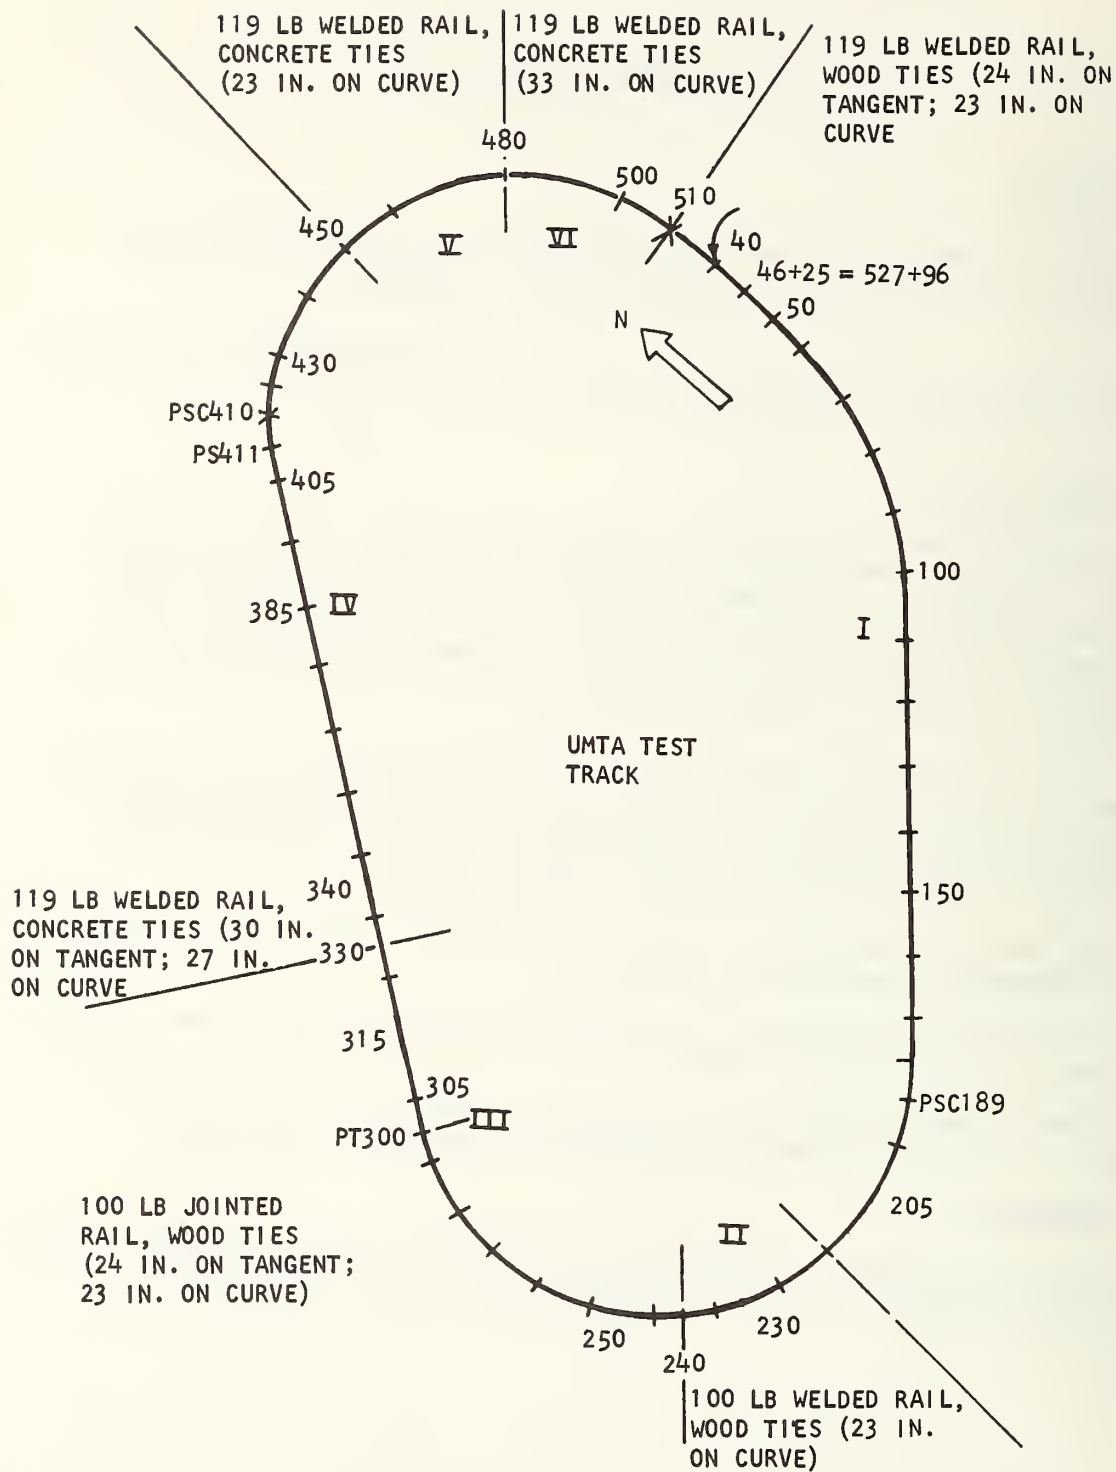 119 LB WELDED RAIL,
CONCRETE TIES
(23 IN. ON CURVE)
119 LB WELDED RAIL,
CONCRETE TIES
(33 IN. ON CURVE)
119 LB WELDED RAIL,
WOOD TIES (24 IN. ON
TANGENT; 23 IN. ON
CURVE
480
500
510
450
V
VI
40
46+25 = 527+96
50
N
430
PSC410
PS411
405
100
385
IV
I
UMTA TEST
TRACK
340
150
119 LB WELDED RAIL,
CONCRETE TIES (30 IN.
ON TANGENT; 27 IN.
ON CURVE
330
315
305
PSC189
PT300
III
100 LB JOINTED
RAIL, WOOD TIES
(24 IN. ON TANGENT;
23 IN. ON CURVE)
205
II
230
250
240
100 LB WELDED RAIL,
WOOD TIES (23 IN.
ON CURVE)